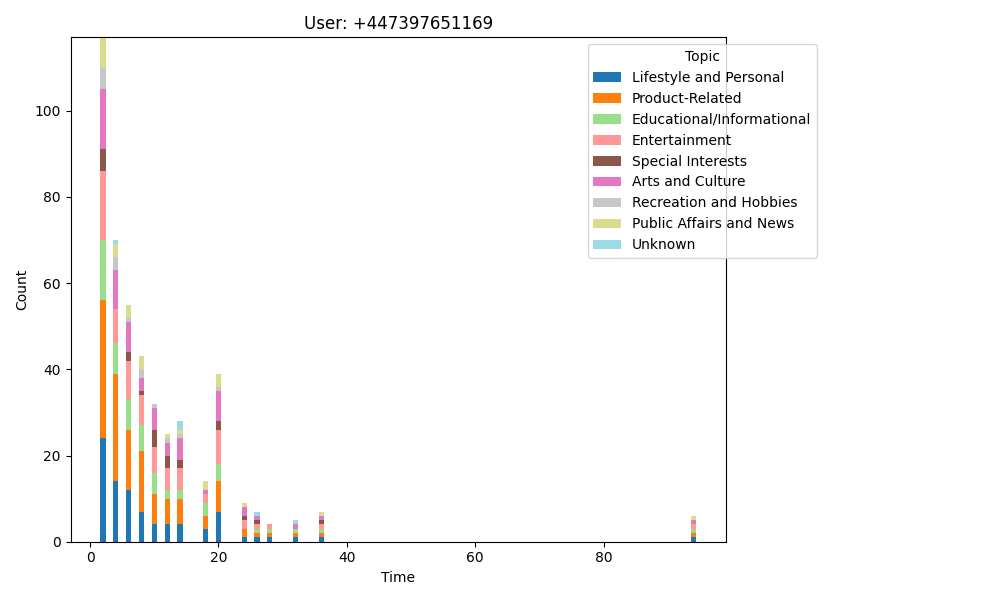 User: +447397651169
Topic
Lifestyle and Personal
Product-Related
Educational/Informational
Entertainment
Special Interests
Arts and Culture
Recreation and Hobbies
Public Affairs and News
Unknown
Count
100
80
60
40
20
0
0 20 40 60 80
Time